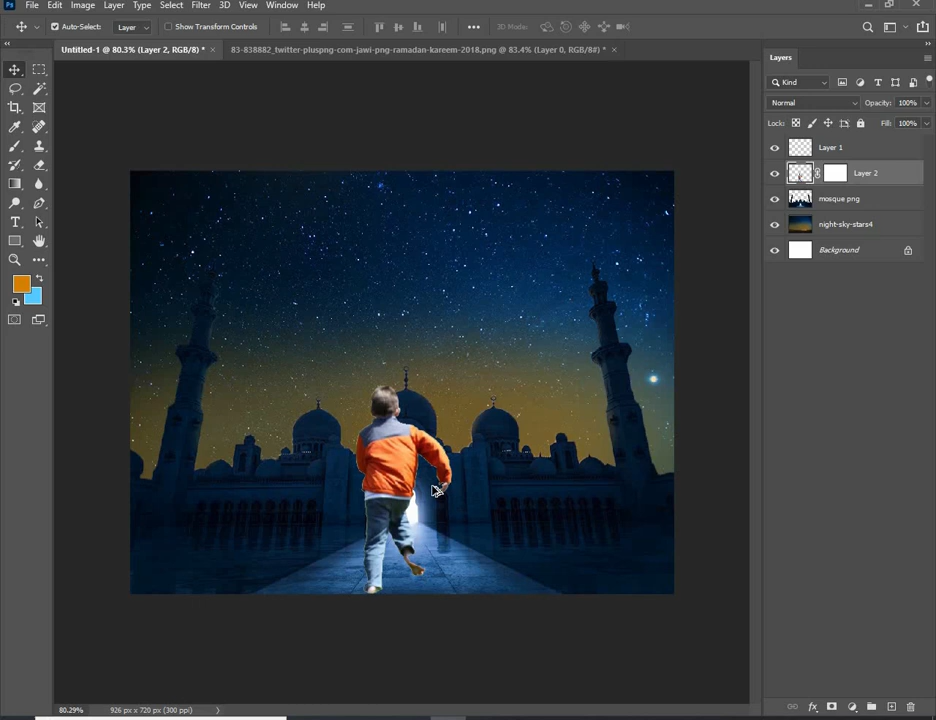 Ps File Edit Image Layer Type Select Filter 3D View Window Help
Auto-Select: Layer Show Transform Controls 3D Mode:
Untitled-1 @ 80.3% (Layer 2, RGB/8) * × 83-838882_twitter-pluspng-com-jawi-png-ramadan-kareem-2018.png @ 83.4% (Layer 0, RGB/8#) * ×
Layers
Kind
Normal Opacity: 100%
Lock: Fill: 100%
Layer 1
Layer 2
mosque png
night-sky-stars4
Background
80.29% 926 px x 720 px (300 ppi)